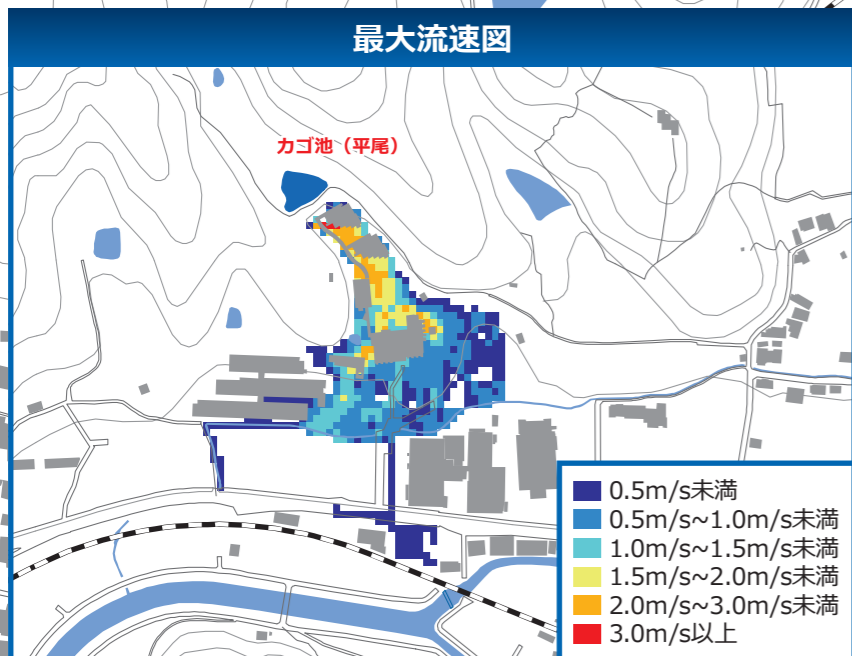 最大流速図
カゴ池（平尾）
0.5m/s未満
0.5m/s~1.0m/s未満
1.0m/s~1.5m/s未満
1.5m/s~2.0m/s未満
2.0m/s~3.0m/s未満
3.0m/s以上